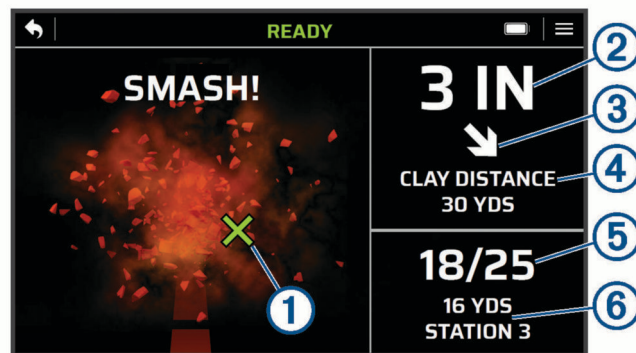 READY
SMASH!
3 IN
CLAY DISTANCE
30 YDS
18/25
16 YDS
STATION 3
1
2
3
4
5
6